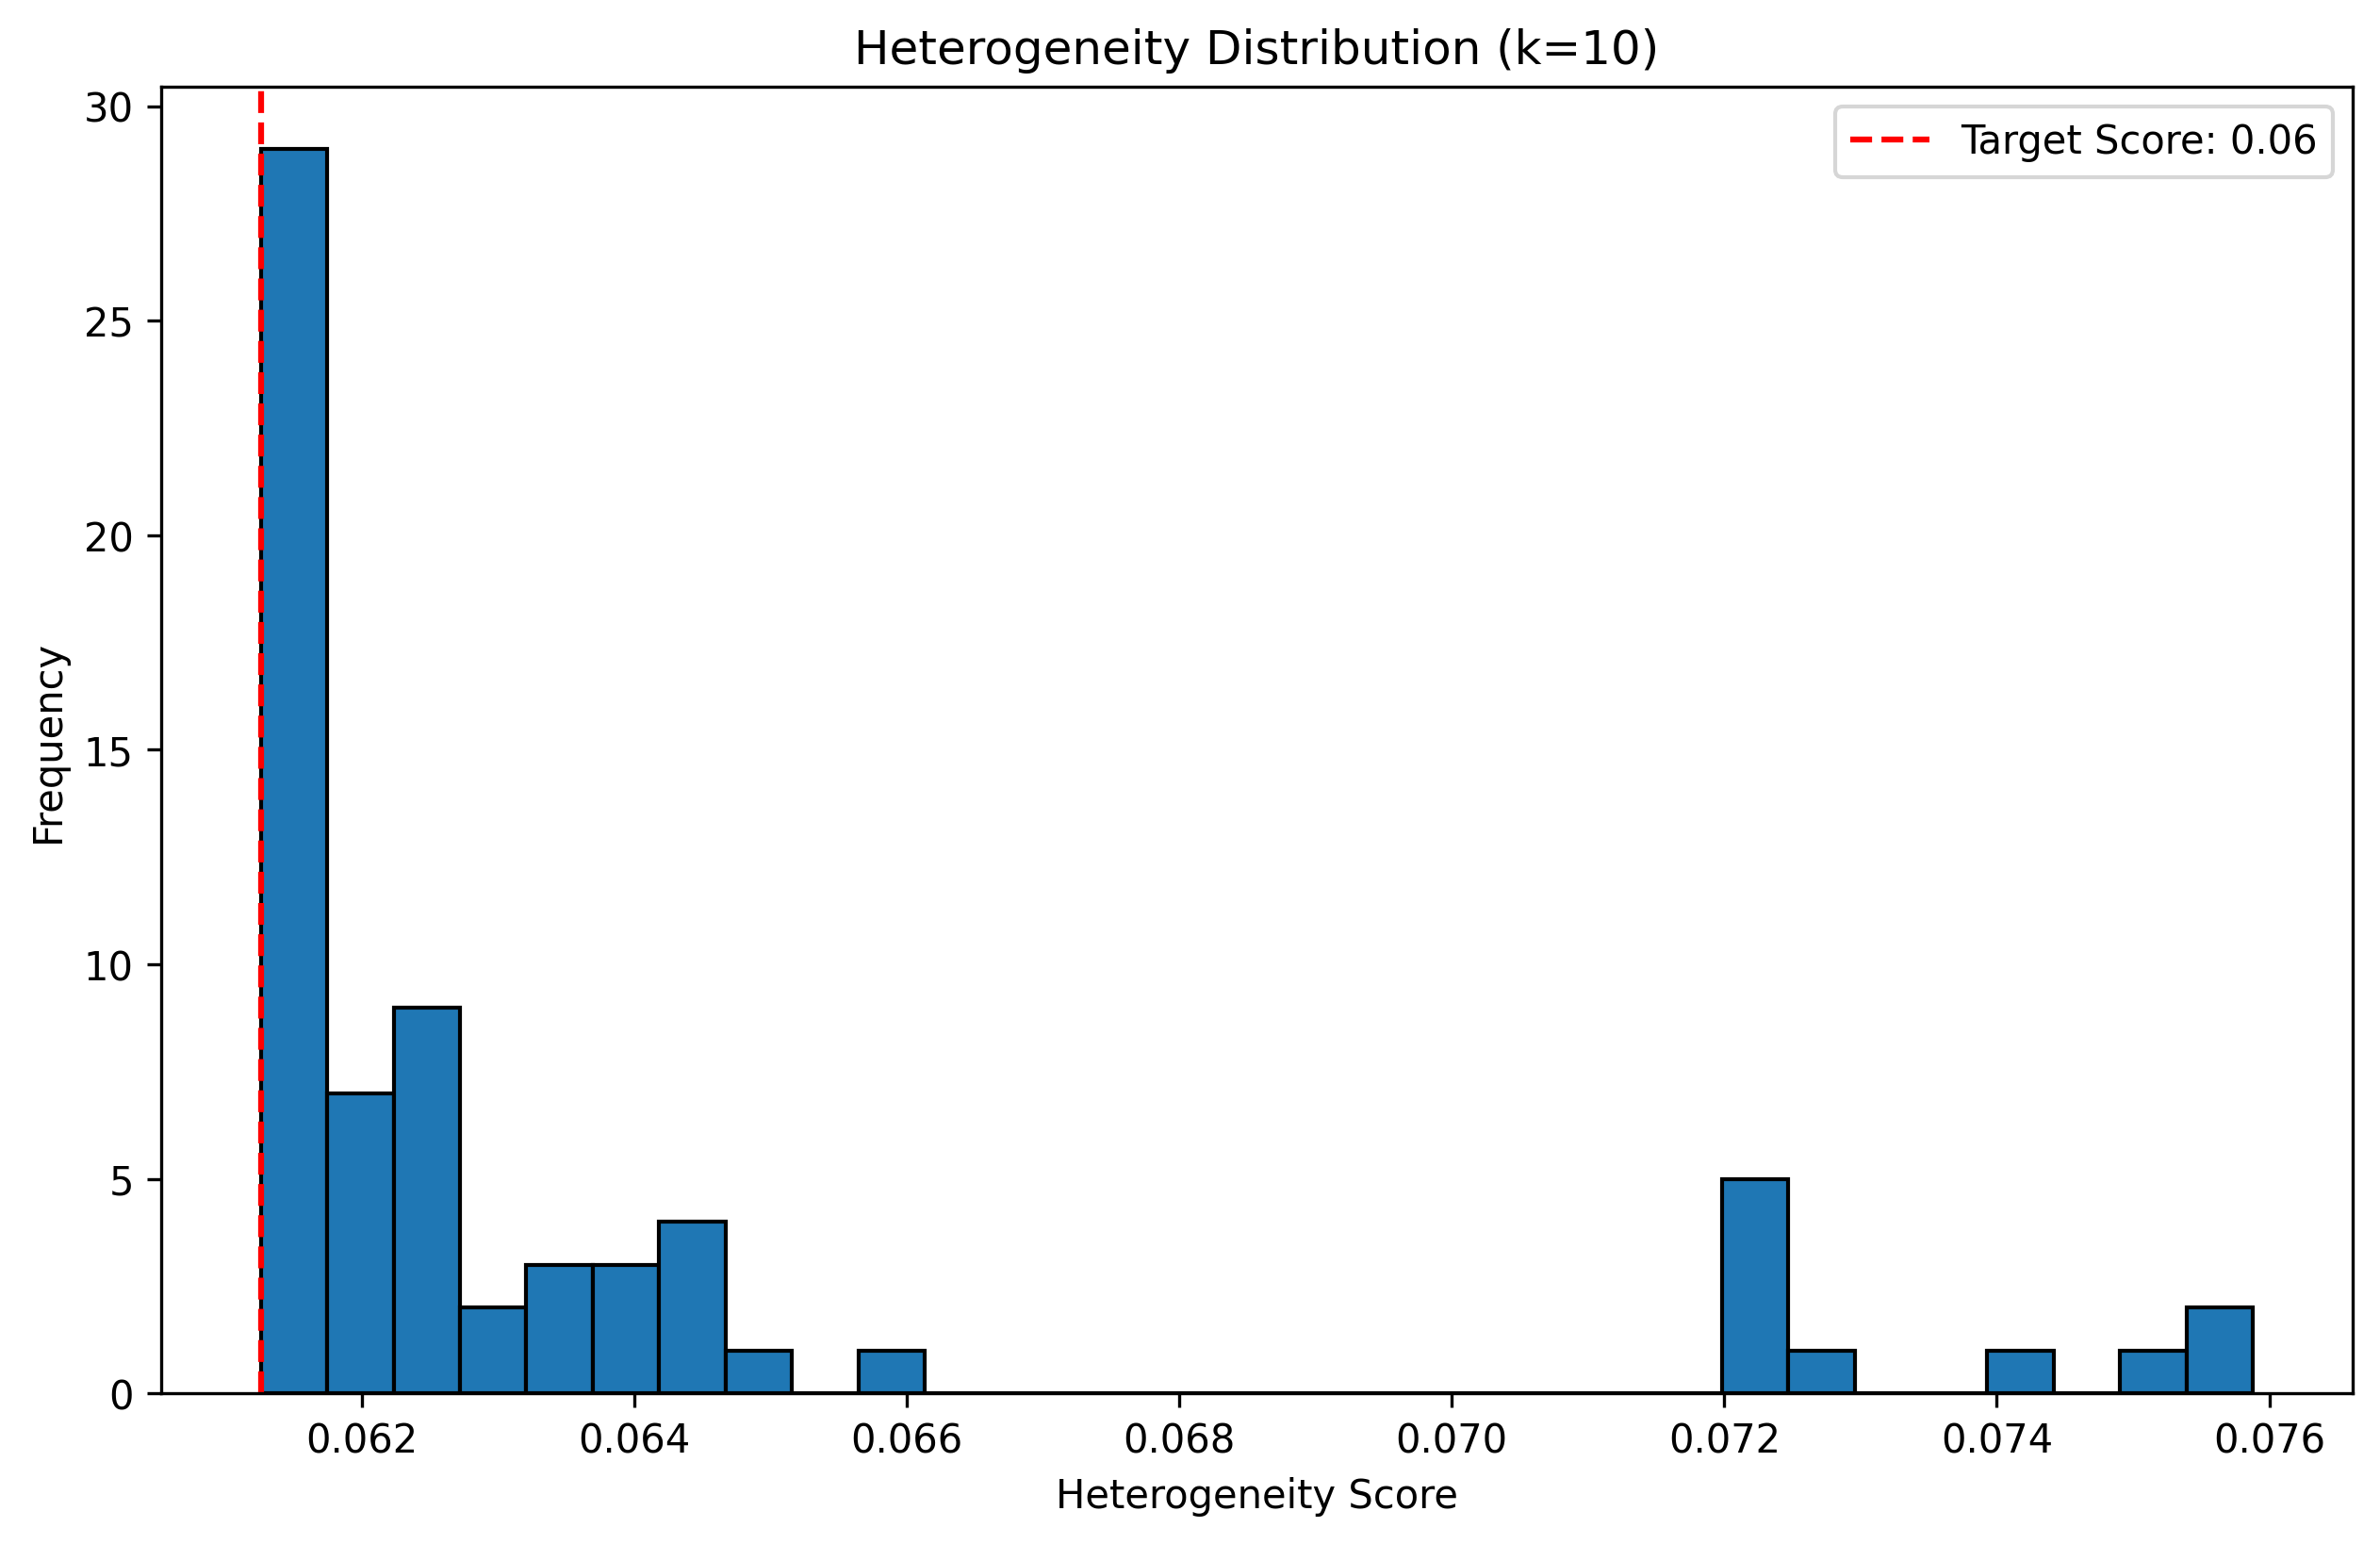 Heterogeneity Distribution (k=10)
Target Score: 0.06
30
25
20
15
10
5
0
Frequency
0.062 0.064 0.066 0.068 0.070 0.072 0.074 0.076
Heterogeneity Score